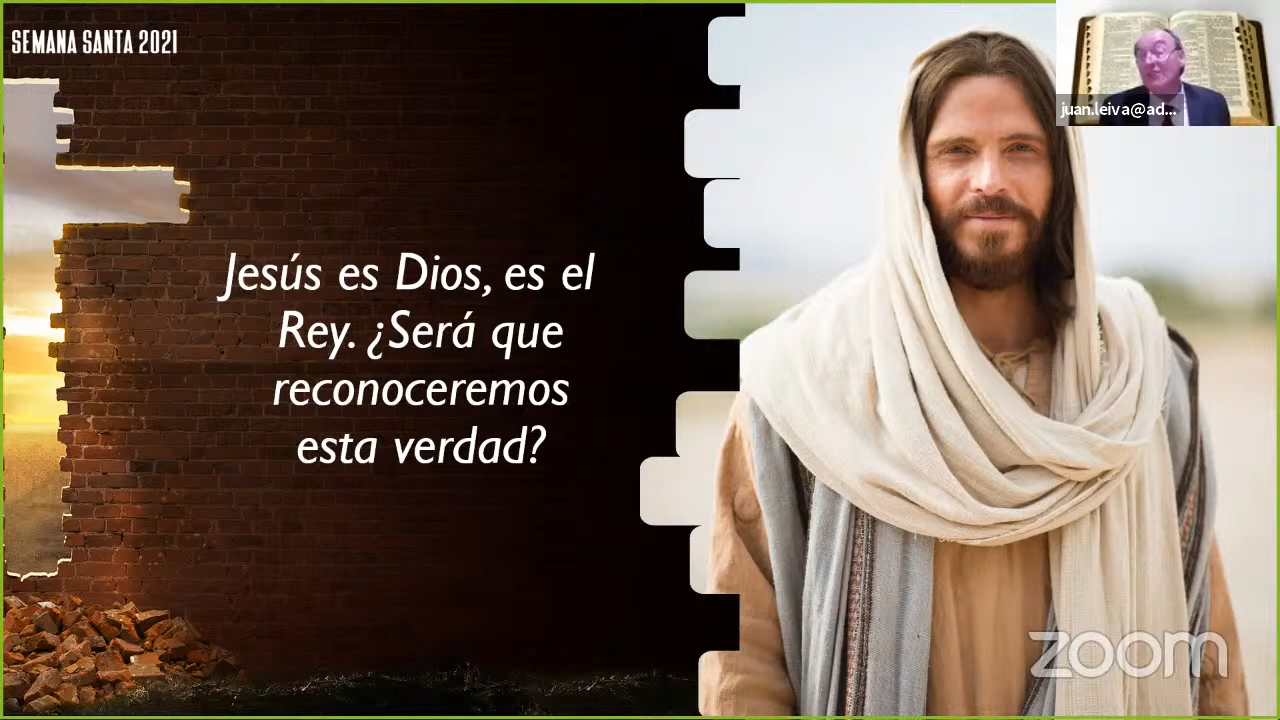 SEMANA SANTA 2021
juan.leiva@ad...
Jesús es Dios, es el
Rey. ¿Será que
reconoceremos
esta verdad?
zoom